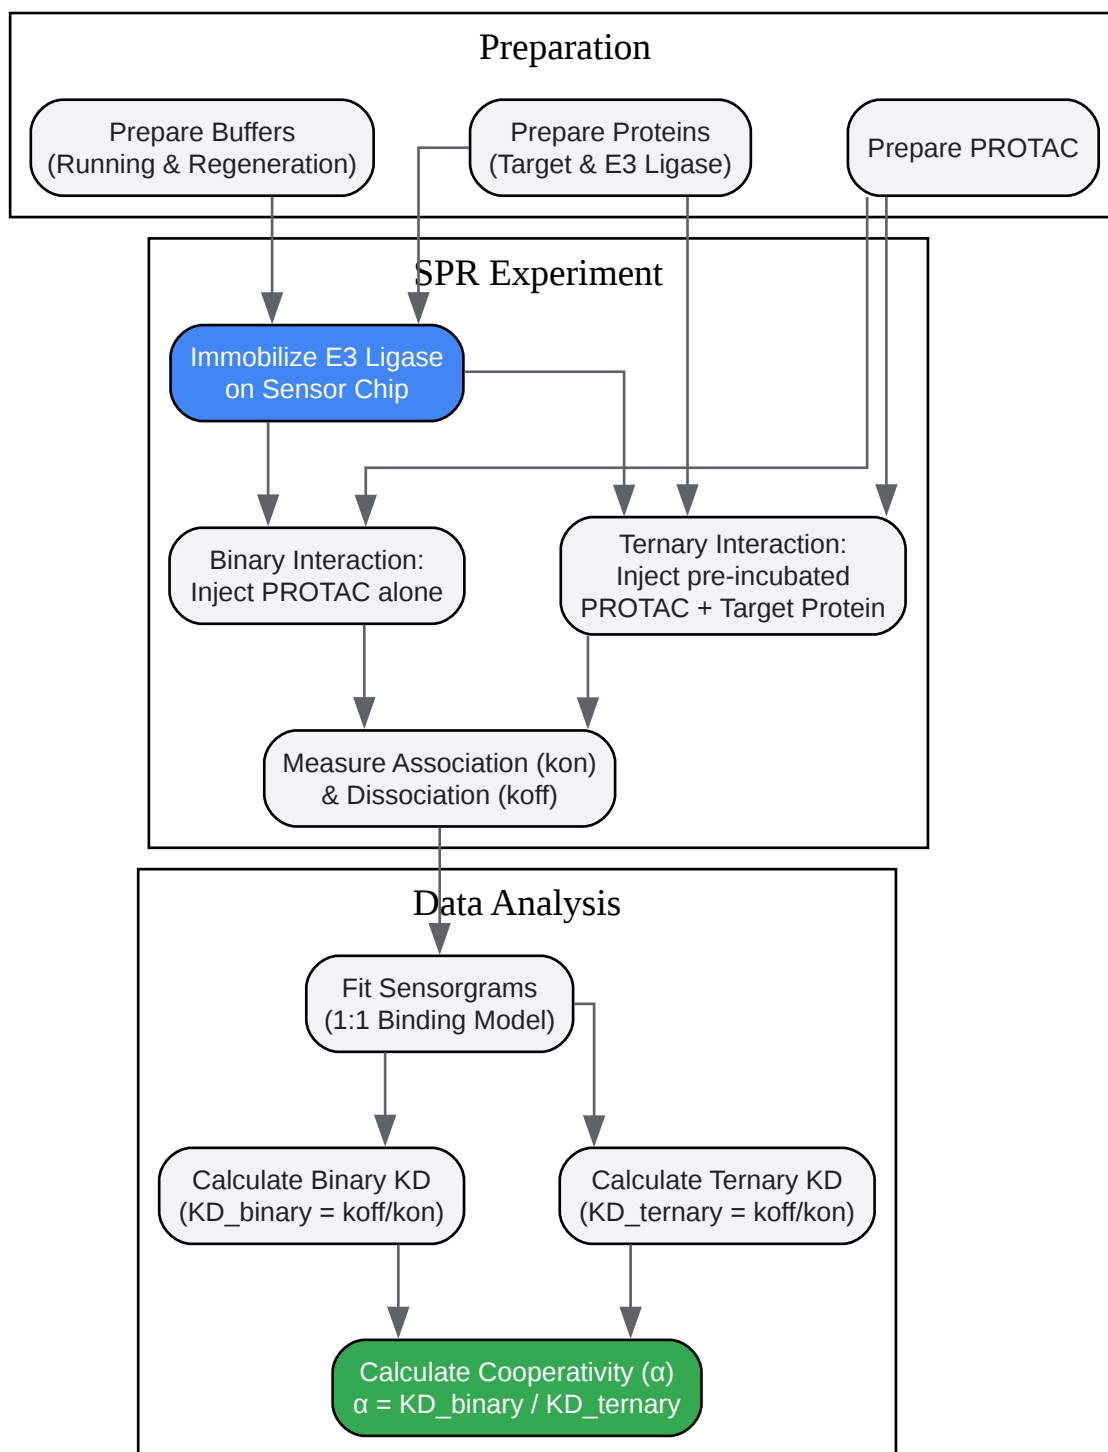 Preparation
Prepare Buffers
(Running & Regeneration)
Prepare Proteins
(Target & E3 Ligase)
Prepare PROTAC
SPR Experiment
Immobilize E3 Ligase
on Sensor Chip
Binary Interaction:
Inject PROTAC alone
Ternary Interaction:
Inject pre-incubated
PROTAC + Target Protein
Measure Association (kon)
& Dissociation (koff)
Data Analysis
Fit Sensorgrams
(1:1 Binding Model)
Calculate Binary KD
(KD_binary = koff/kon)
Calculate Ternary KD
(KD_ternary = koff/kon)
Calculate Cooperativity (α)
α = KD_binary / KD_ternary